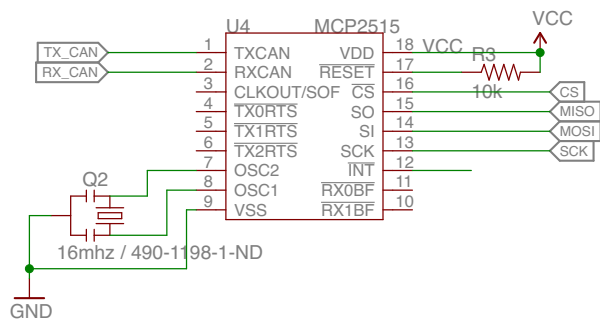 U4 MCP2515
VCC
TX_CAN 1 TXCAN VDD 18 VCC
RX_CAN 2 RXCAN RESET 17 R3
3 CLKOUT/SOF CS 16 10k CS
4 TX0RTS SO 15 MISO
5 TX1RTS SI 14 MOSI
6 TX2RTS SCK 13 SCK
7 OSC2 INT 12
Q2 8 OSC1 RX0BF 11
9 VSS RX1BF 10
16mhz / 490-1198-1-ND
GND